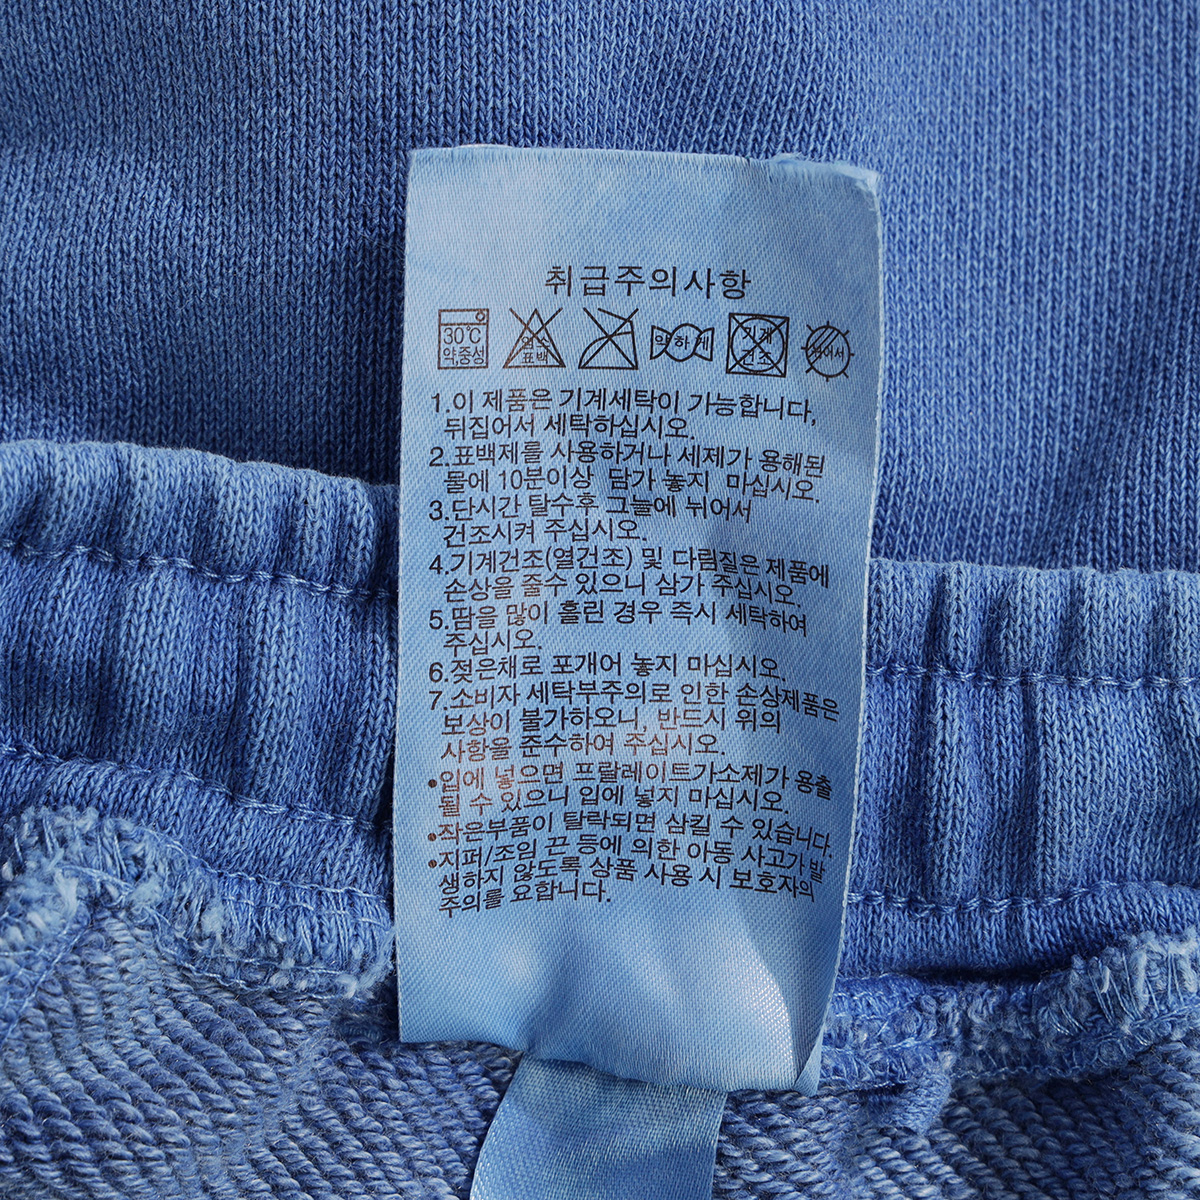 취급주의사항
30℃
약,중성
염소
표백
약하게
기계
건조
뉘어서
1.이 제품은 기계세탁이 가능합니다,
뒤집어서 세탁하십시오.
2.표백제를 사용하거나 세제가 용해된
물에 10분이상 담가 놓지 마십시오.
3.단시간 탈수후 그늘에 뉘어서
건조시켜 주십시오.
4.기계건조(열건조) 및 다림질은 제품에
손상을 줄수 있으니 삼가 주십시오.
5.땀을 많이 흘린 경우 즉시 세탁하여
주십시오.
6.젖은채로 포개어 놓지 마십시오.
7.소비자 세탁부주의로 인한 손상제품은
보상이 불가하오니, 반드시 위의
사항을 준수하여 주십시오.
•입에 넣으면 프탈레이트가소제가 용출
될 수 있으니 입에 넣지 마십시오.
•작은부품이 탈락되면 삼킬 수 있습니다.
•지퍼/조임 끈 등에 의한 아동 사고가 발
생하지 않도록 상품 사용 시 보호자의
주의를 요합니다.